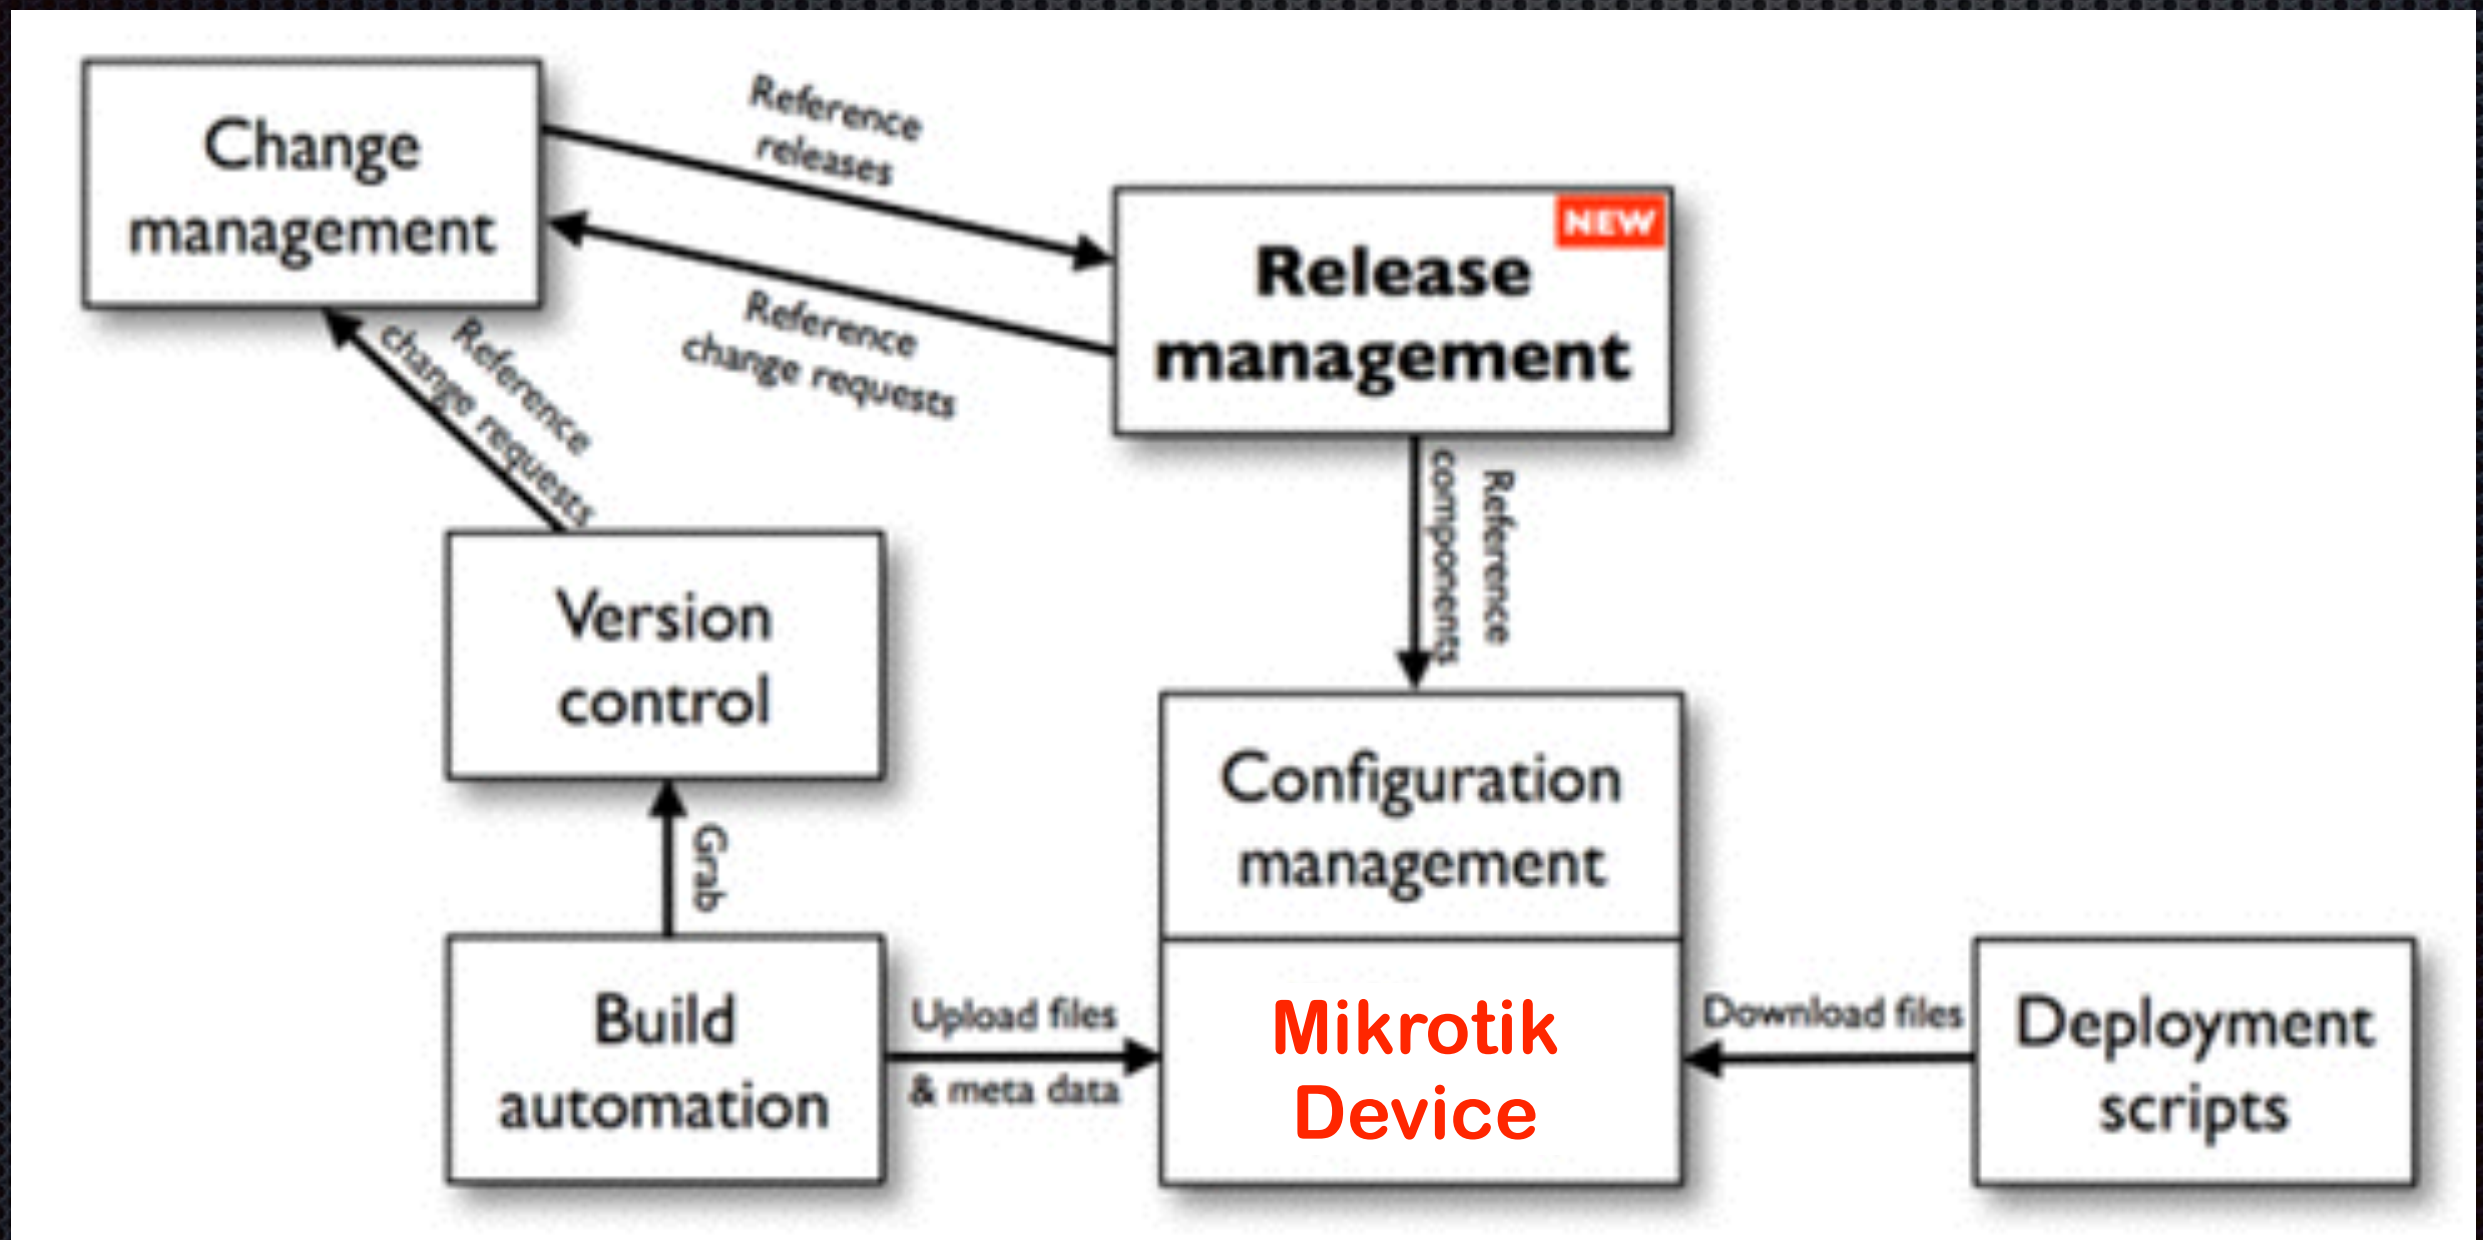 Change
management
Reference
releases
Reference
change requests
NEW
Release
management
Reference
change requests
Reference
components
Version
control
Grab
Configuration
management
Build
automation
Upload files
& meta data
Mikrotik
Device
Download files
Deployment
scripts